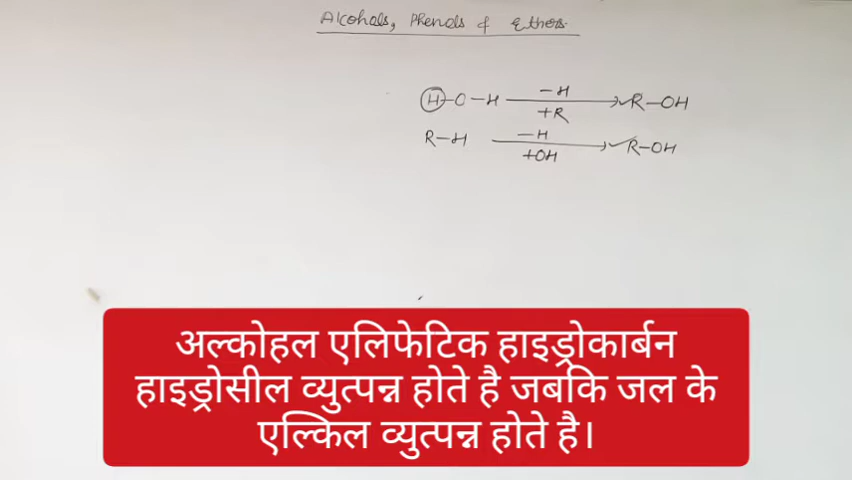 Alcohols, Phenols & Ethers
H-O-H -H +R → R-OH
R-H -H +OH → R-OH
अल्कोहल एलिफेटिक हाइड्रोकार्बन
हाइड्रोसील व्युत्पन्न होते है जबकि जल के
एल्किल व्युत्पन्न होते है।